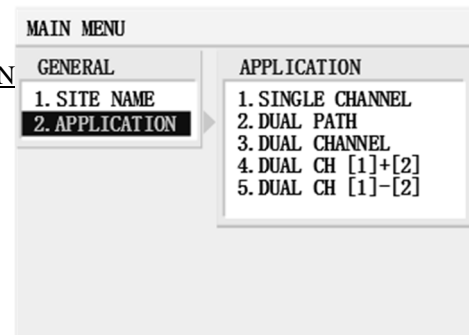 MAIN MENU
N
GENERAL
1. SITE NAME
2. APPLICATION
APPLICATION
1. SINGLE CHANNEL
2. DUAL PATH
3. DUAL CHANNEL
4. DUAL CH [1]+[2]
5. DUAL CH [1]-[2]